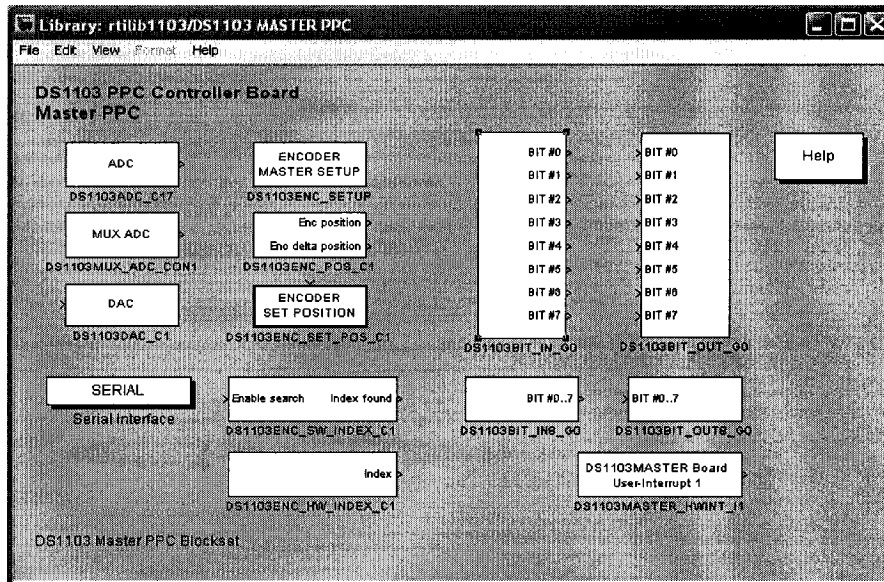 Library: rtilib1103/DS1103 MASTER PPC
File Edit View Format Help
DS1103 PPC Controller Board
Master PPC
ADC
DS1103ADC_C17
MUX ADC
DS1103MUX_ADC_CON1
DAC
DS1103DAC_C1
SERIAL
Serial Interface
ENCODER
MASTER SETUP
DS1103ENC_SETUP
Enc position
Enc delta position
DS1103ENC_POS_C1
ENCODER
SET POSITION
DS1103ENC_SET_POS_C1
Enable search Index found
DS1103ENC_SW_INDEX_C1
Index
DS1103ENC_HW_INDEX_C1
BIT #0
BIT #1
BIT #2
BIT #3
BIT #4
BIT #5
BIT #6
BIT #7
DS1103BIT_IN_G0
BIT #0
BIT #1
BIT #2
BIT #3
BIT #4
BIT #5
BIT #6
BIT #7
DS1103BIT_OUT_G0
BIT #0..7
DS1103BIT_IN8_G0
BIT #0..7
DS1103BIT_OUT8_G0
DS1103MASTER Board
User-Interrupt 1
DS1103MASTER_HWINT_I1
Help
DS1103 Master PPC Blockset